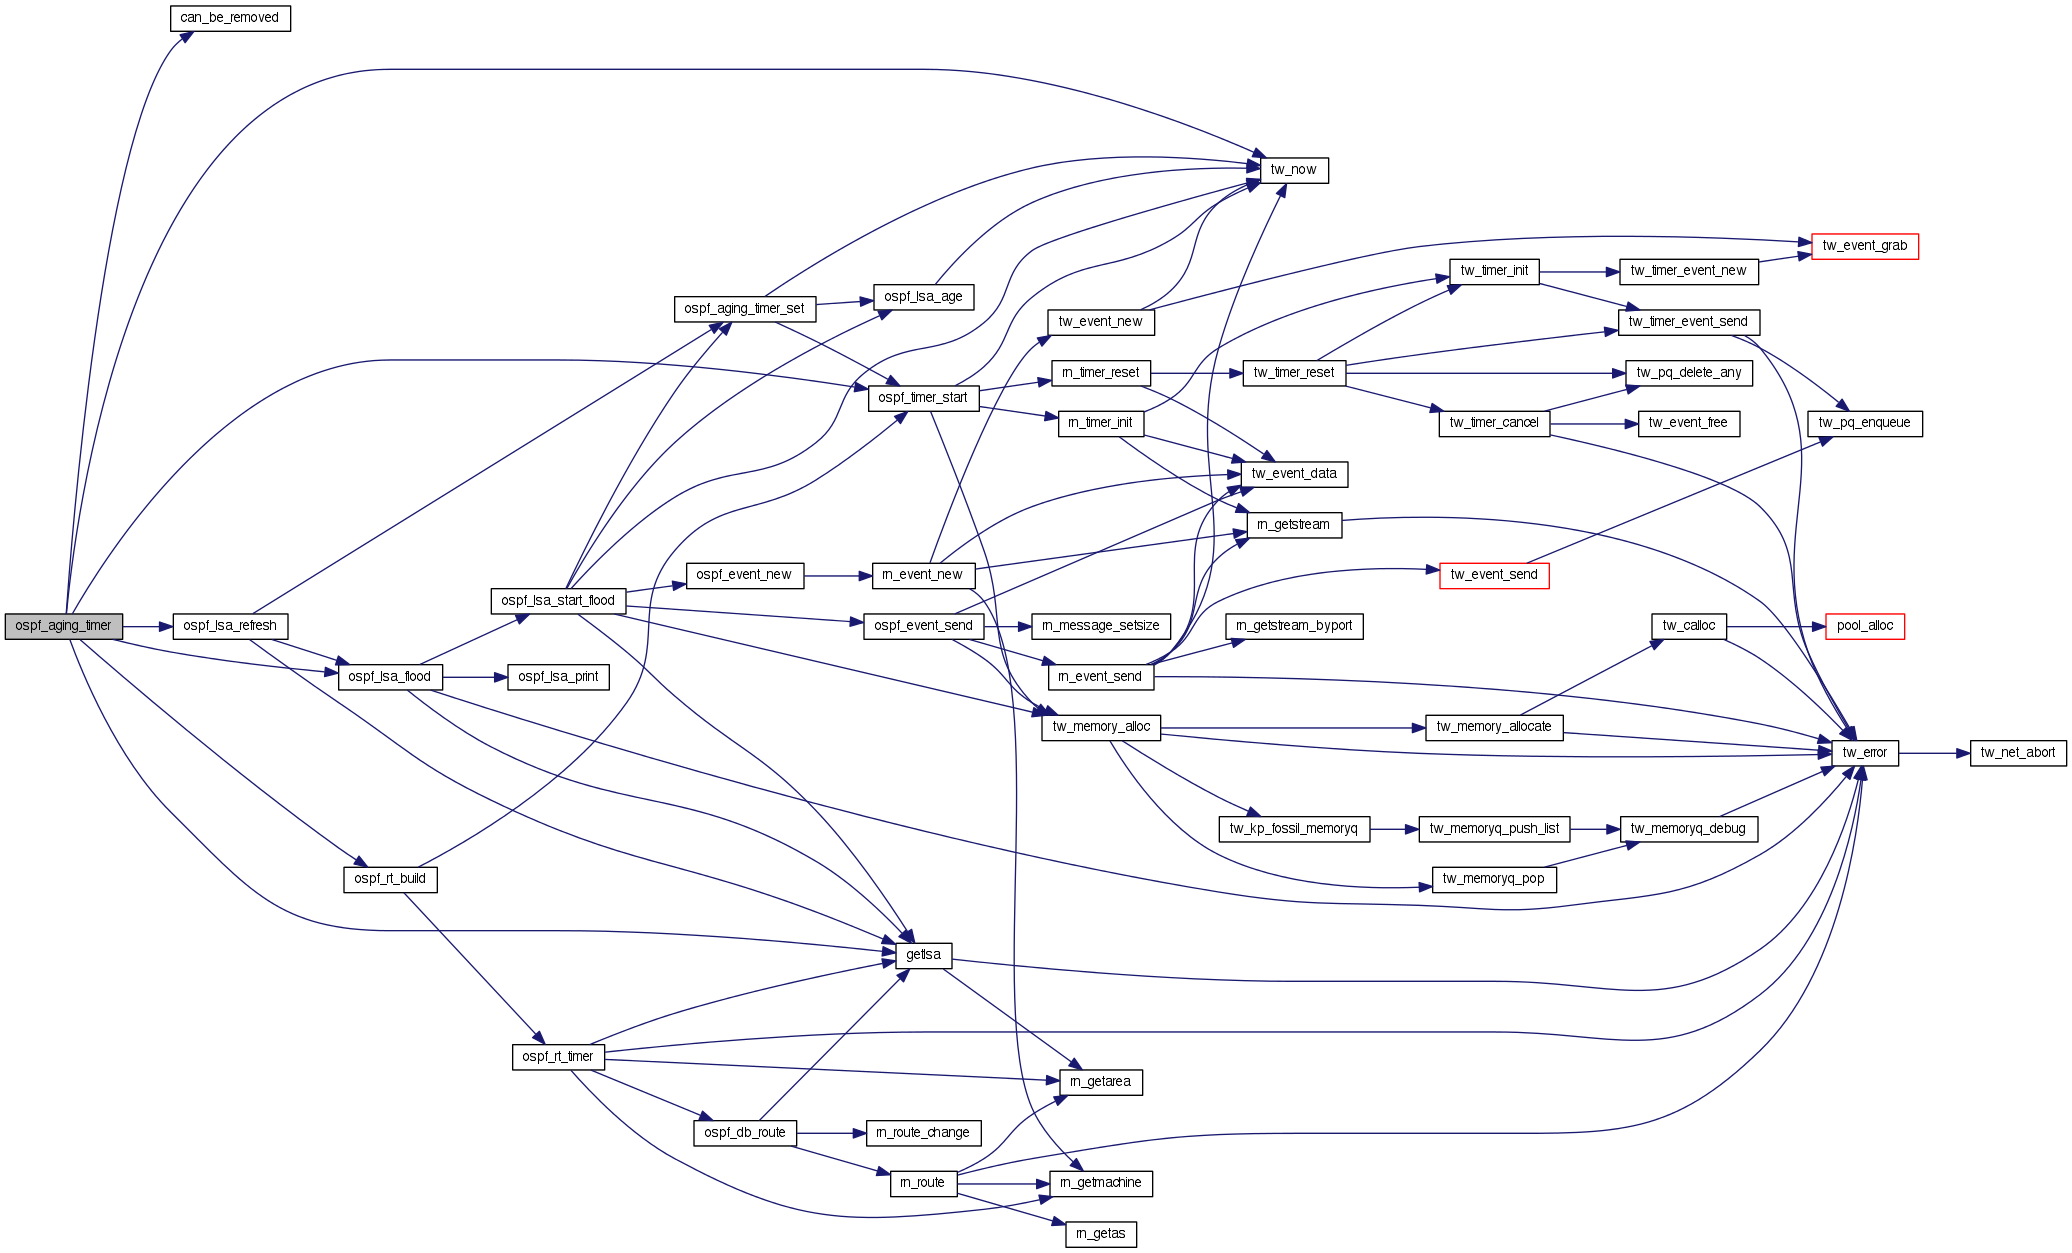 can_be_removed
tw_now
tw_event_grab
tw_timer_init
tw_timer_event_new
ospf_aging_timer_set
ospf_lsa_age
tw_event_new
tw_timer_event_send
rn_timer_reset
tw_timer_reset
tw_pq_delete_any
ospf_timer_start
rn_timer_init
tw_timer_cancel
tw_event_free
tw_pq_enqueue
tw_event_data
rn_getstream
ospf_event_new
rn_event_new
tw_event_send
ospf_lsa_start_flood
ospf_aging_timer
ospf_lsa_refresh
ospf_event_send
rn_message_setsize
rn_getstream_byport
tw_calloc
pool_alloc
ospf_lsa_flood
ospf_lsa_print
rn_event_send
tw_memory_alloc
tw_memory_allocate
tw_error
tw_net_abort
tw_kp_fossil_memoryq
tw_memoryq_push_list
tw_memoryq_debug
ospf_rt_build
tw_memoryq_pop
getlsa
ospf_rt_timer
rn_getarea
ospf_db_route
rn_route_change
rn_route
rn_getmachine
rn_getas